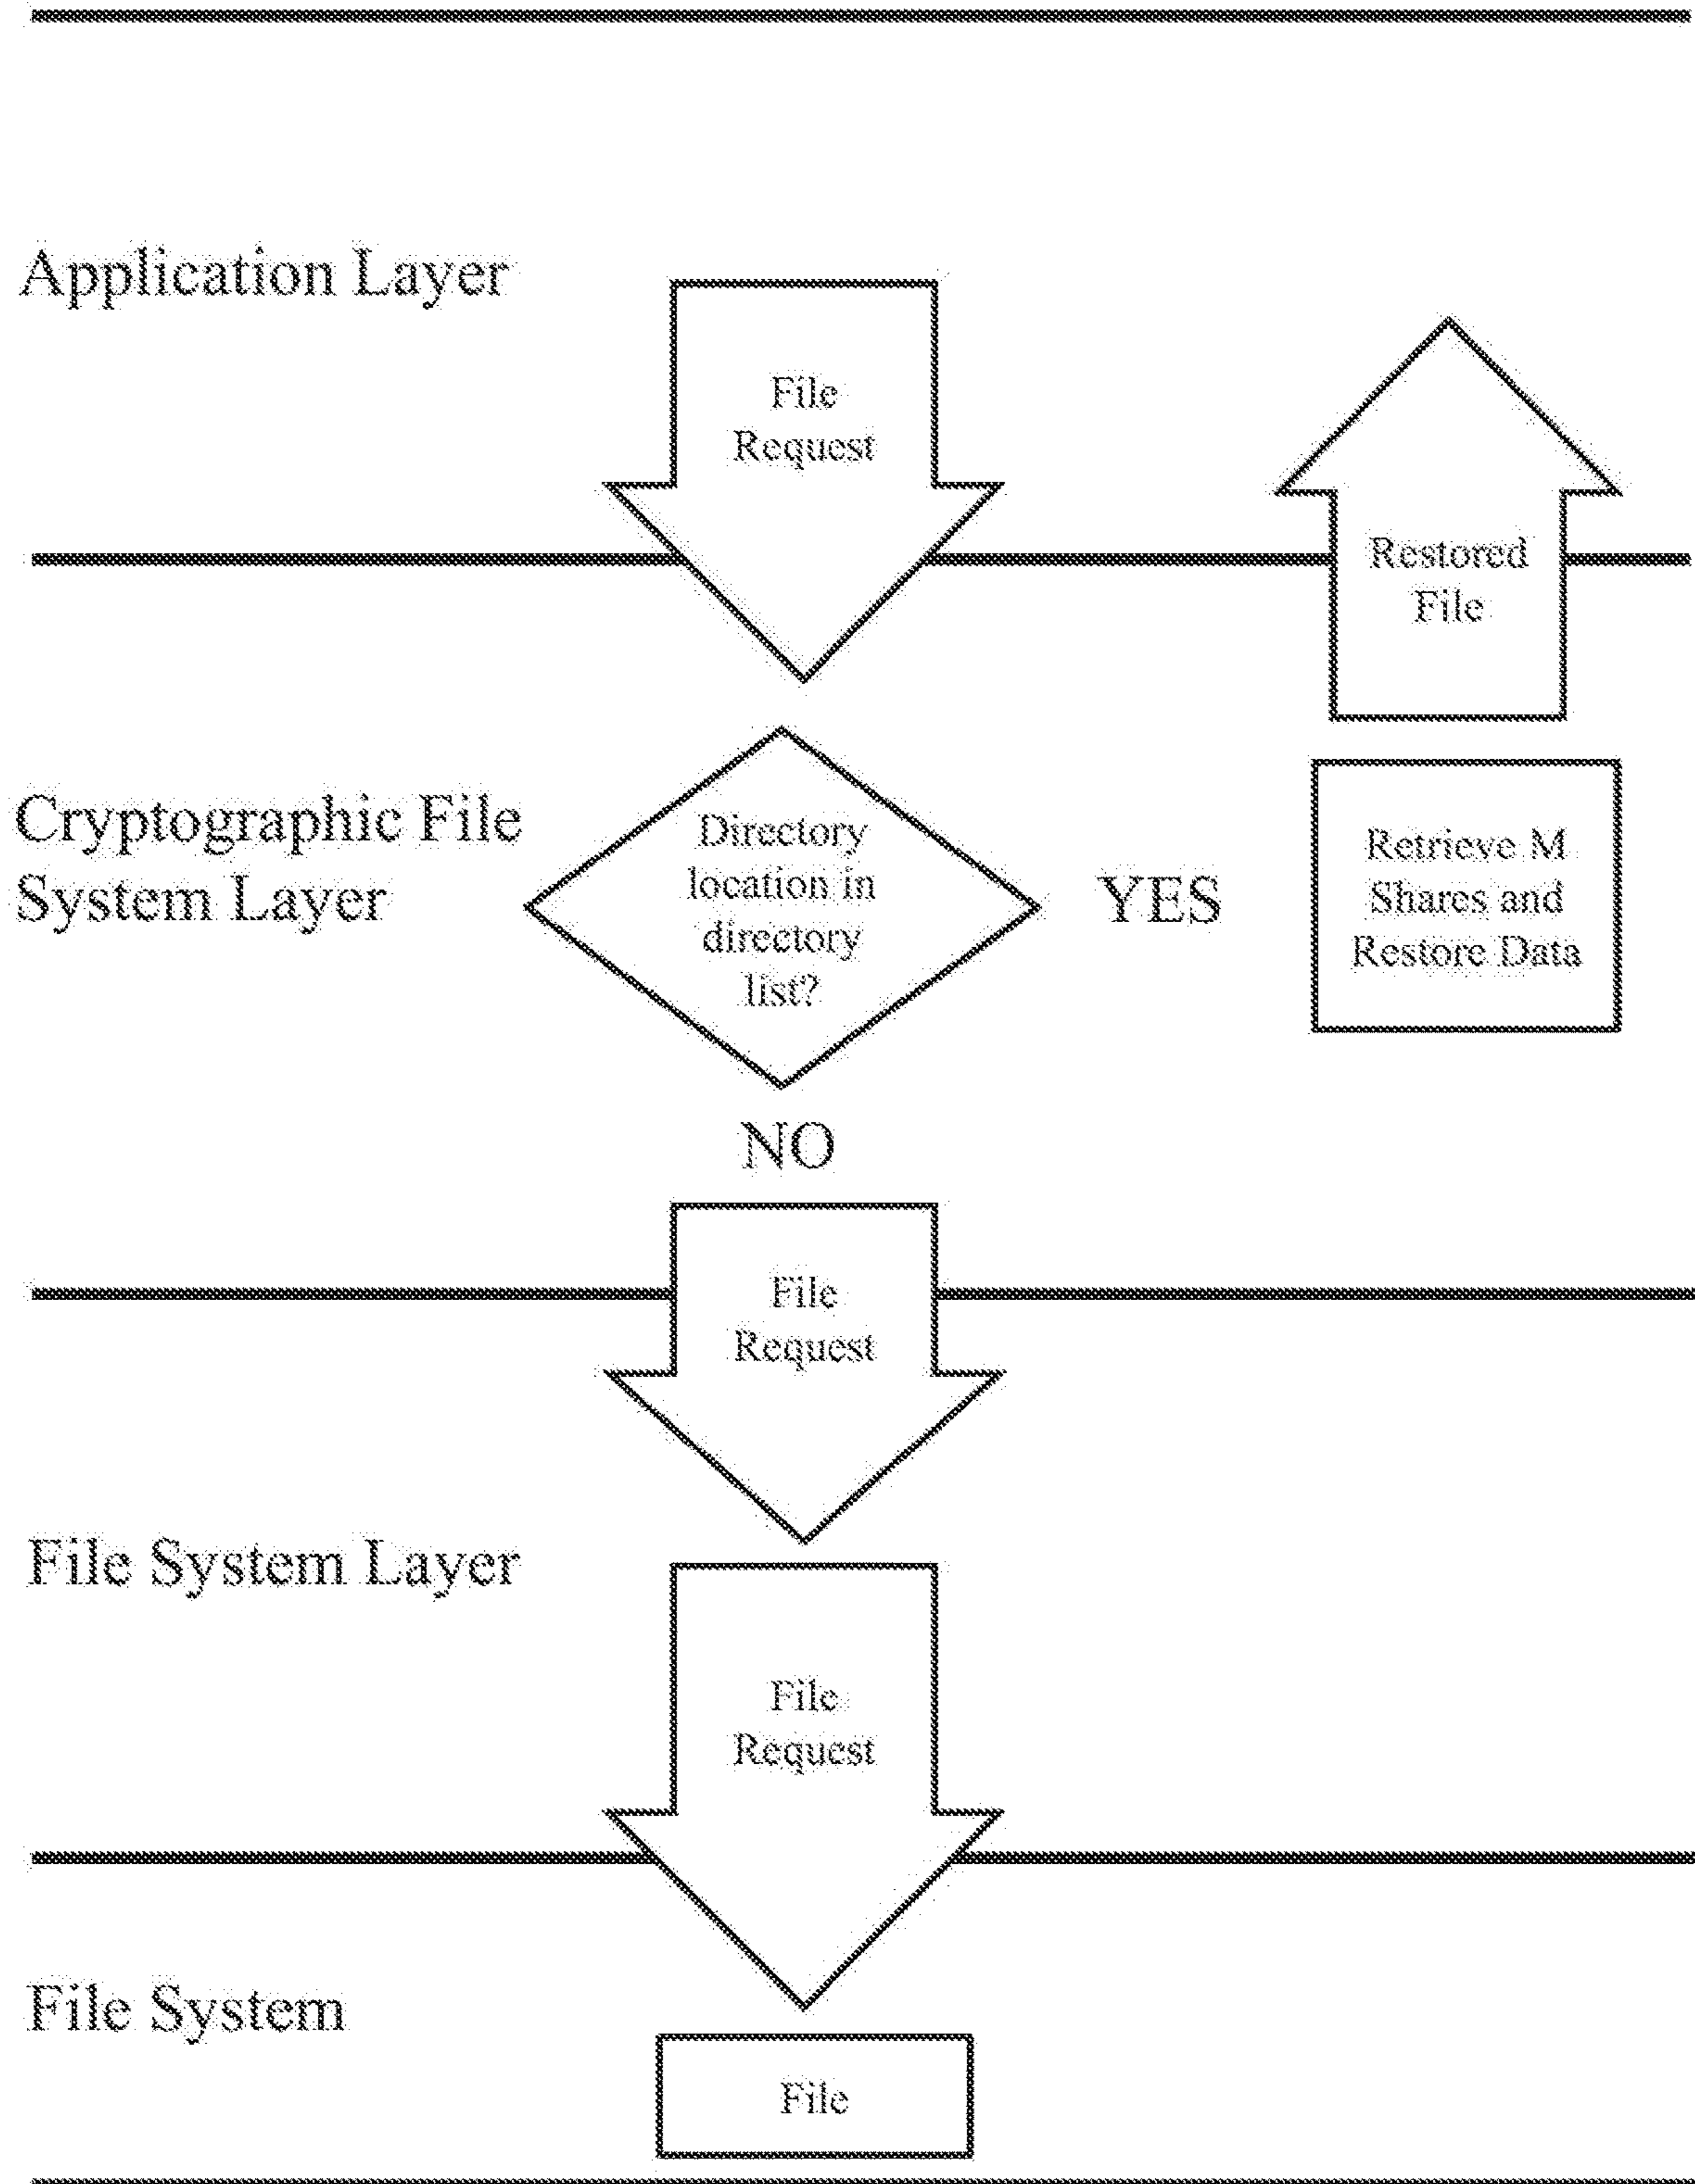 Application Layer
File
Request
Restored
File
Cryptographic File
System Layer
Directory
location in
directory
list?
YES
Retrieve M
Shares and
Restore Data
NO
File
Request
File System Layer
File
Request
File System
File